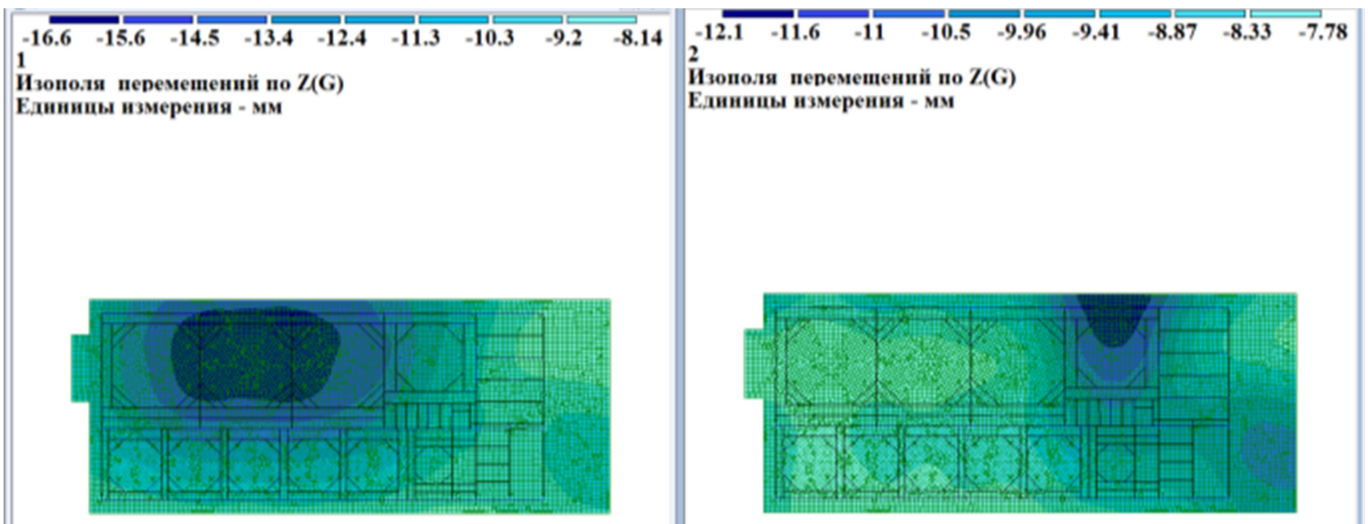 -16.6 -15.6 -14.5 -13.4 -12.4 -11.3 -10.3 -9.2 -8.14
1
Изополя перемещений по Z(G)
Единицы измерения - мм
-12.1 -11.6 -11 -10.5 -9.96 -9.41 -8.87 -8.33 -7.78
2
Изополя перемещений по Z(G)
Единицы измерения - мм